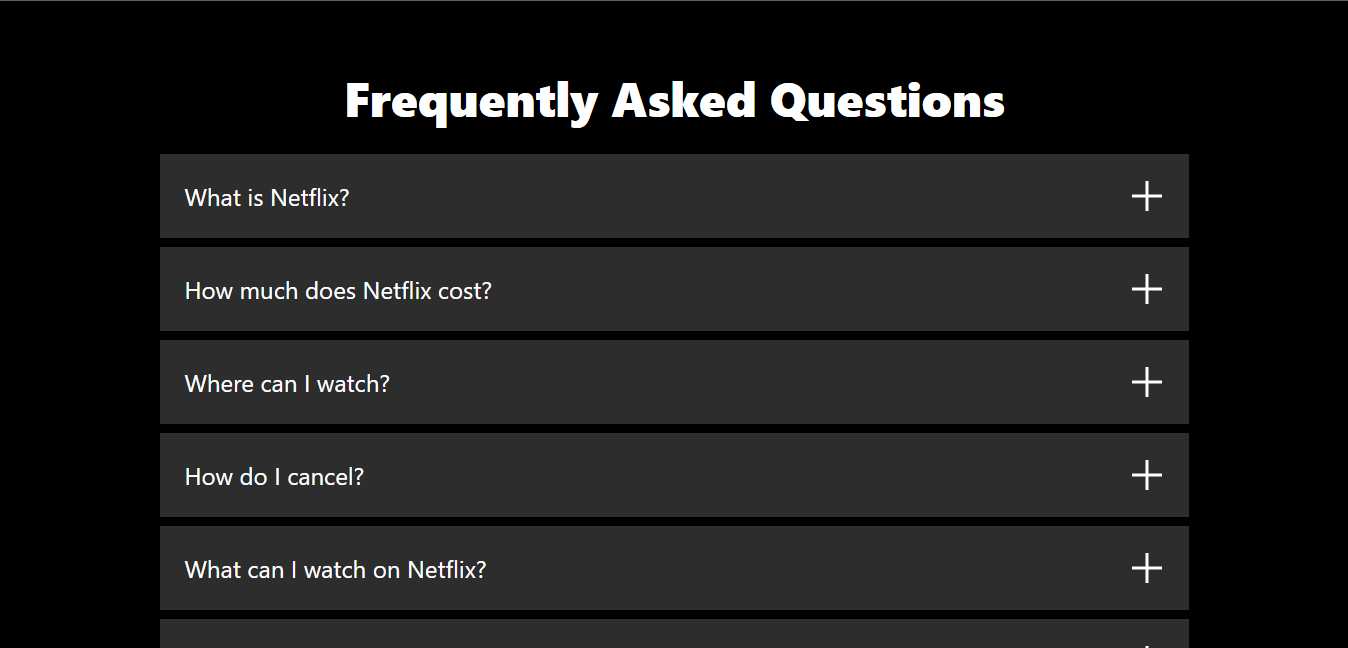 Frequently Asked Questions
What is Netflix?
How much does Netflix cost?
Where can I watch?
How do I cancel?
What can I watch on Netflix?